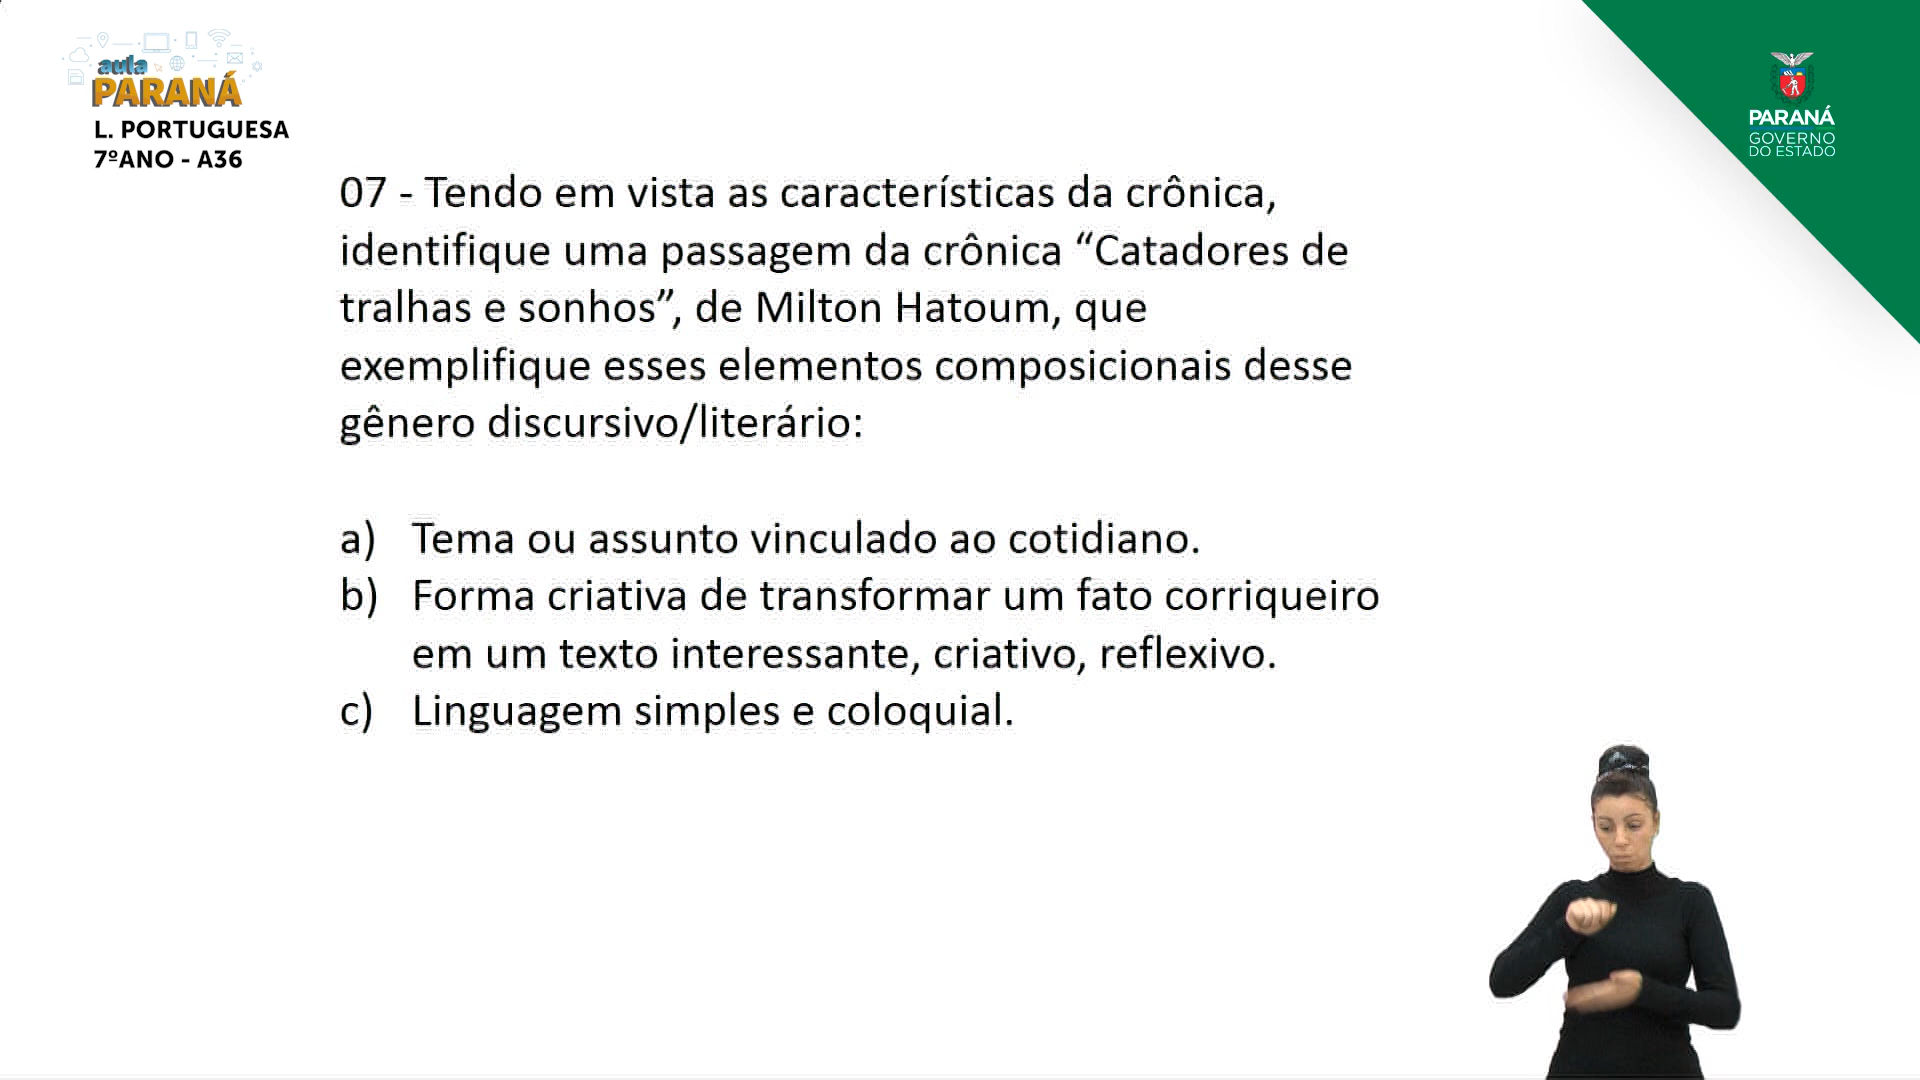 aula
PARANÁ
L. PORTUGUESA
7ºANO - A36
PARANÁ
GOVERNO
DO ESTADO
07 - Tendo em vista as características da crônica,
identifique uma passagem da crônica “Catadores de
tralhas e sonhos”, de Milton Hatoum, que
exemplifique esses elementos composicionais desse
gênero discursivo/literário:
a) Tema ou assunto vinculado ao cotidiano.
b) Forma criativa de transformar um fato corriqueiro
em um texto interessante, criativo, reflexivo.
c) Linguagem simples e coloquial.